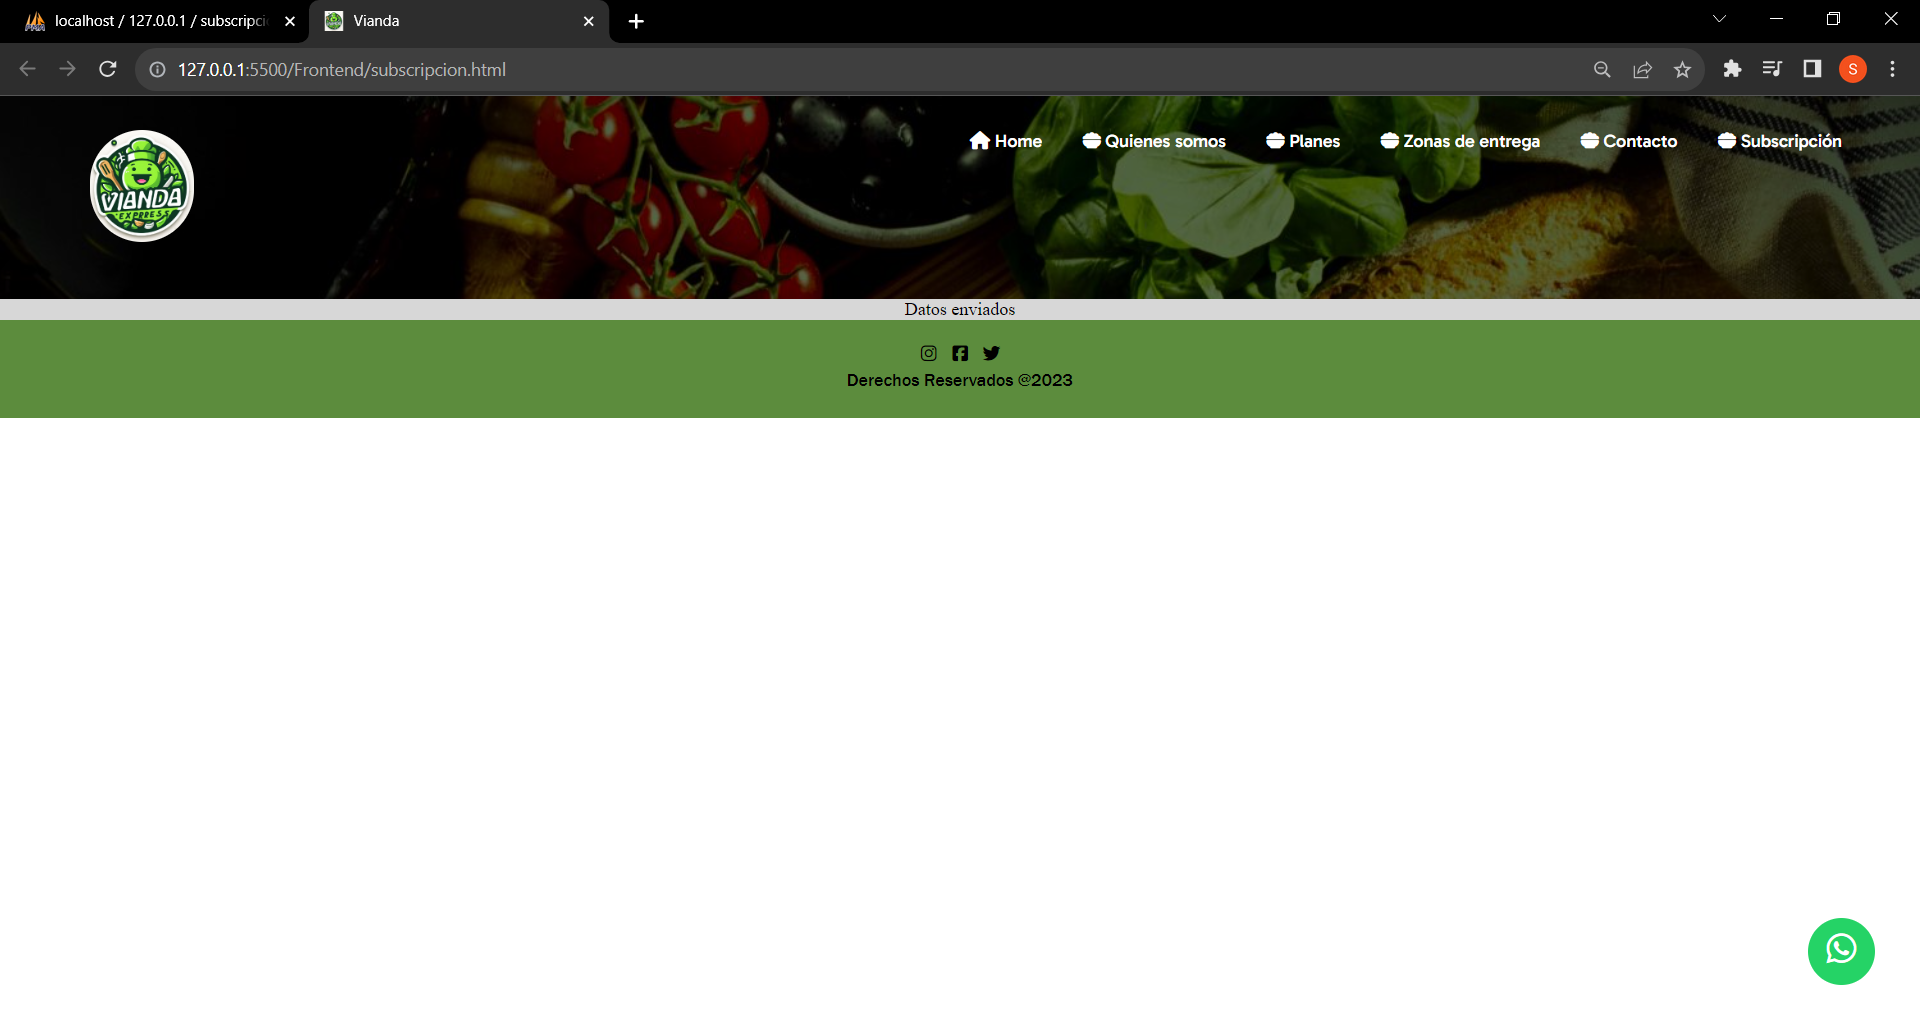 localhost / 127.0.0.1 / subscripci
Vianda
127.0.0.1:5500/Frontend/subscripcion.html
S
VIANDA
EXPRRESS
Home Quienes somos Planes Zonas de entrega Contacto Subscripción
Datos enviados
Derechos Reservados @2023